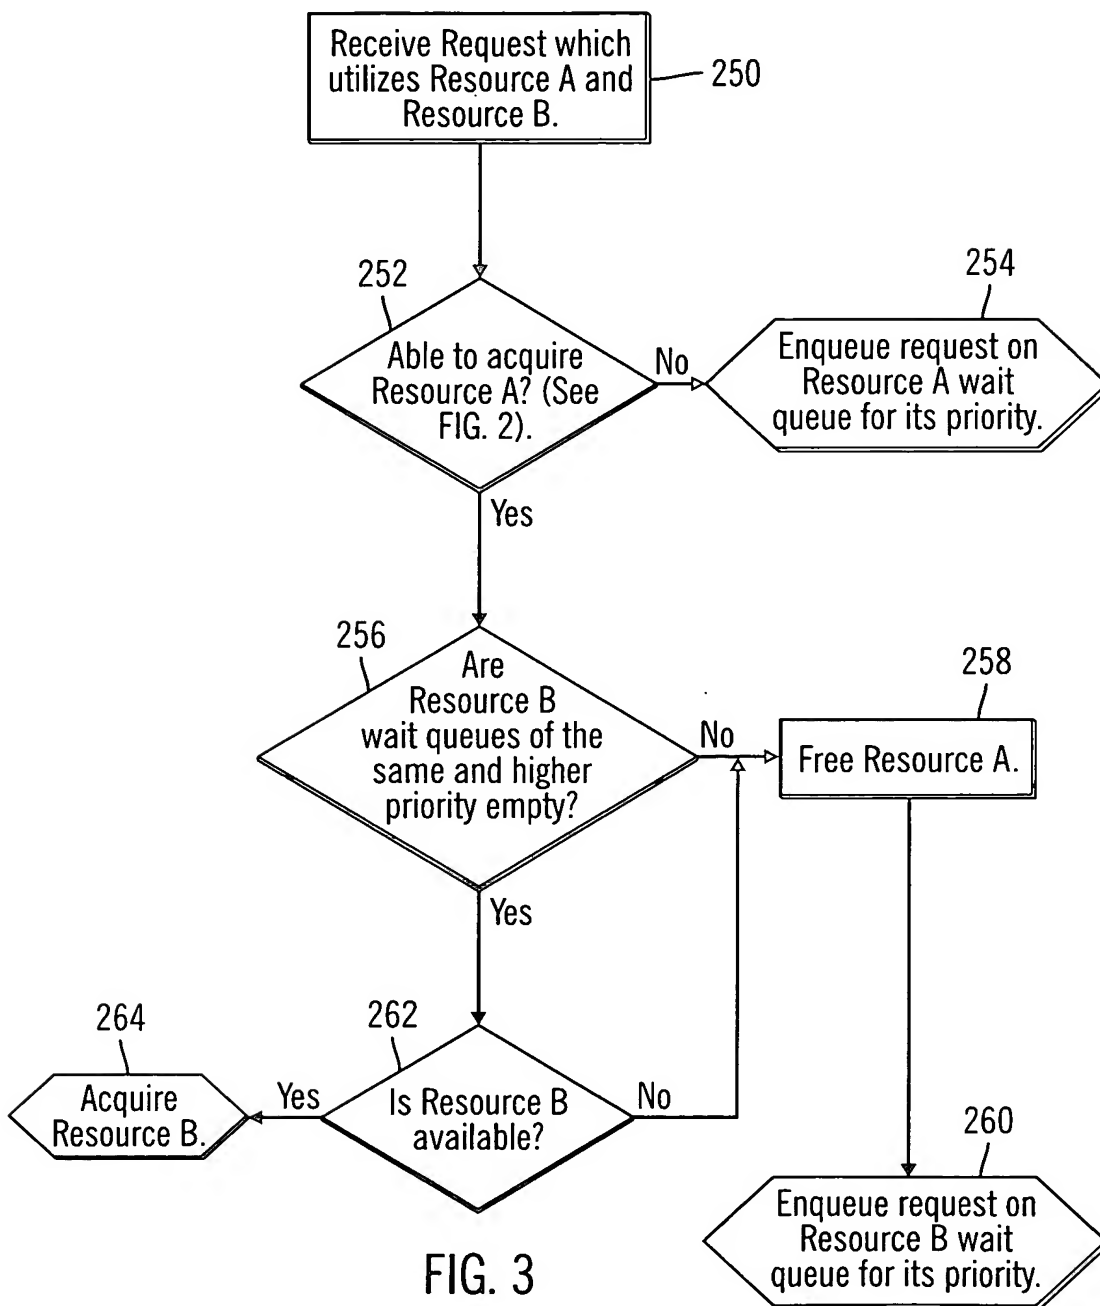 Receive Request which
utilizes Resource A and
Resource B.
250
252
Able to acquire
Resource A? (See
FIG. 2).
No
254
Enqueue request on
Resource A wait
queue for its priority.
Yes
256
Are
Resource B
wait queues of the
same and higher
priority empty?
No
258
Free Resource A.
Yes
264
Acquire
Resource B.
Yes
262
Is Resource B
available?
No
260
Enqueue request on
Resource B wait
queue for its priority.
FIG. 3